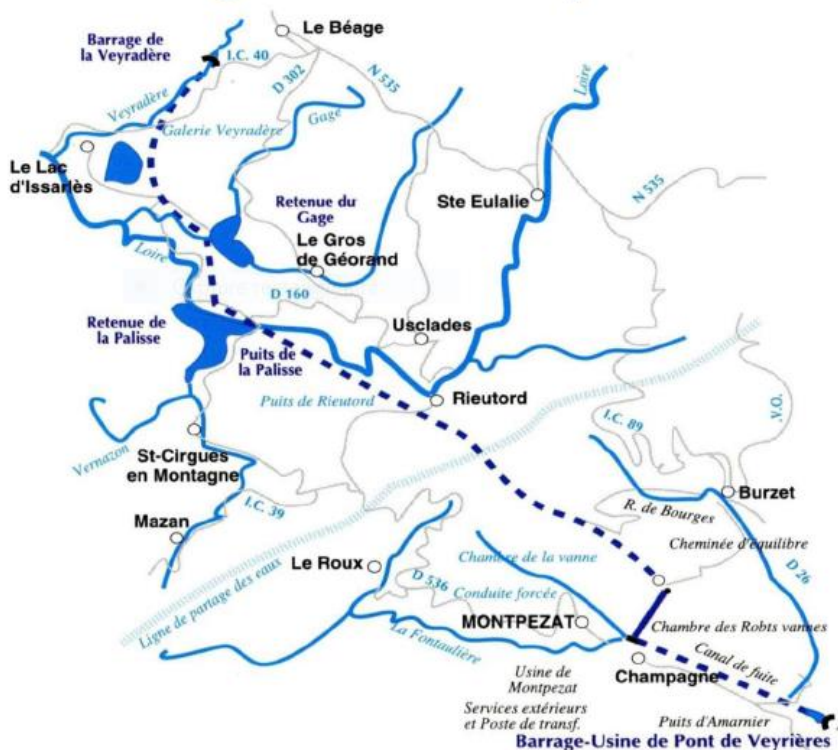 Le Béage
Barrage de
la Veyradère
I.C. 40
D 302
N 535
Loire
Veyradère
Galerie Veyradère
Gage
Le Lac
d'Issarlès
Retenue du
Gage
Ste Eulalie
N 535
Le Gros
de Géorand
Loire
D 160
Retenue de
la Palisse
Usclades
Puits de
la Palisse
Puits de Rieutord
Rieutord
I.C. 89
V.O.
Vernazon
St-Cirgues
en Montagne
I.C. 39
Burzet
R. de Bourges
Mazan
Cheminée d'équilibre
Le Roux
Chambre de la vanne
D 26
D 536
Conduite forcée
Ligne de partage des eaux
MONTPEZAT
Chambre des Robts vannes
La Fontaulière
Canal de fuite
Champagne
Usine de
Montpezat
Services extérieurs
et Poste de transf.
Puits d'Amarnier
Barrage-Usine de Pont de Veyrières